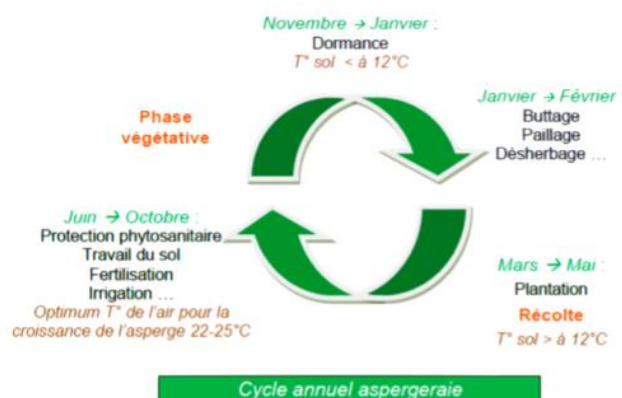 Novembre → Janvier :
Dormance
T° sol < à 12°C
Janvier → Février
Buttage
Paillage
Désherbage ...
Phase
végétative
Juin → Octobre :
Protection phytosanitaire
Travail du sol
Fertilisation
Irrigation ...
Optimum T° de l'air pour la
croissance de l'asperge 22-25°C
Mars → Mai :
Plantation
Récolte
T° sol > à 12°C
Cycle annuel aspergeraie